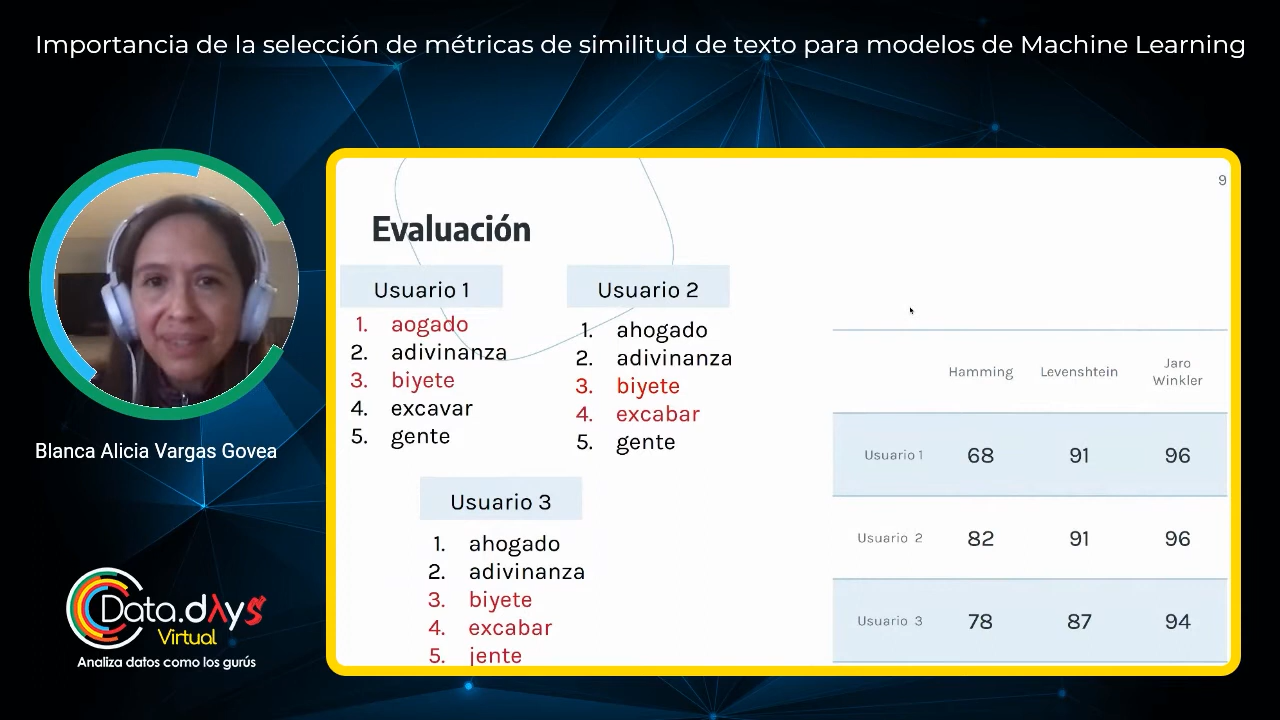 Importancia de la selección de métricas de similitud de texto para modelos de Machine Learning
9
Evaluación
Usuario 1
1. aogado
2. adivinanza
3. biyete
4. excavar
5. gente
Usuario 2
1. ahogado
2. adivinanza
3. biyete
4. excabar
5. gente
Usuario 3
1. ahogado
2. adivinanza
3. biyete
4. excabar
5. jente
Hamming Levenshtein Jaro
Winkler
Usuario 1 68 91 96
Usuario 2 82 91 96
Usuario 3 78 87 94
Blanca Alicia Vargas Govea
Data.dAys
Virtual
Analiza datos como los gurús